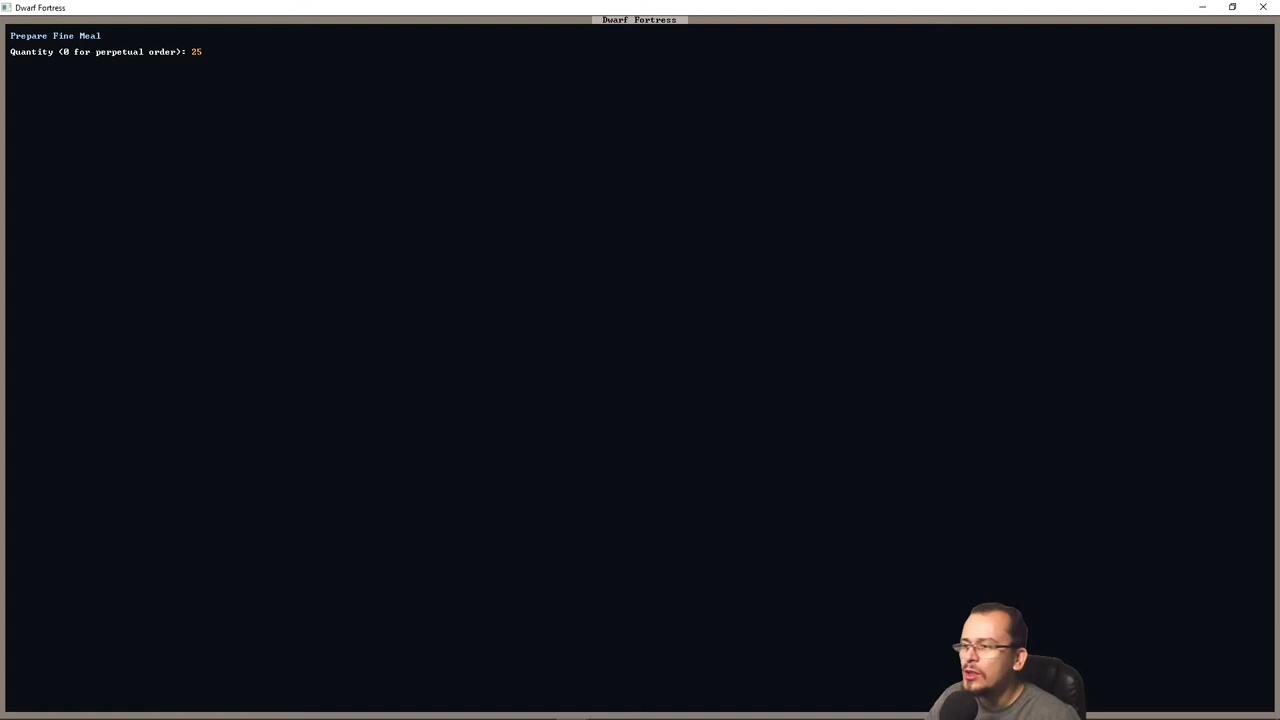 Dwarf Fortress
Dwarf Fortress
Prepare Fine Meal
Quantity (0 for perpetual order): 25